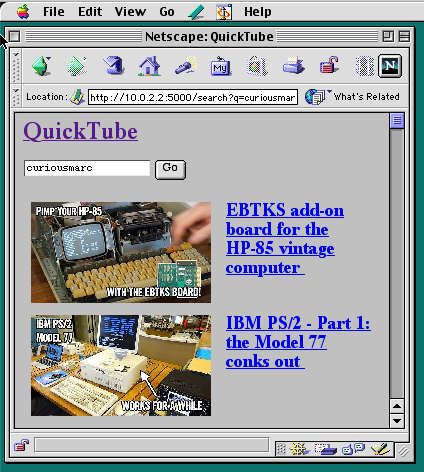 File Edit View Go Help
Netscape: QuickTube
My
N
Location: http://10.0.2.2:5000/search?q=curiousmar What's Related
QuickTube
curiousmarc Go
PIMP YOUR HP-85
WITH THE EBTKS BOARD!
EBTKS add-on
board for the
HP-85 vintage
computer
IBM PS/2
MODEL 77
WORKS FOR A WHILE
IBM PS/2 - Part 1:
the Model 77
conks out